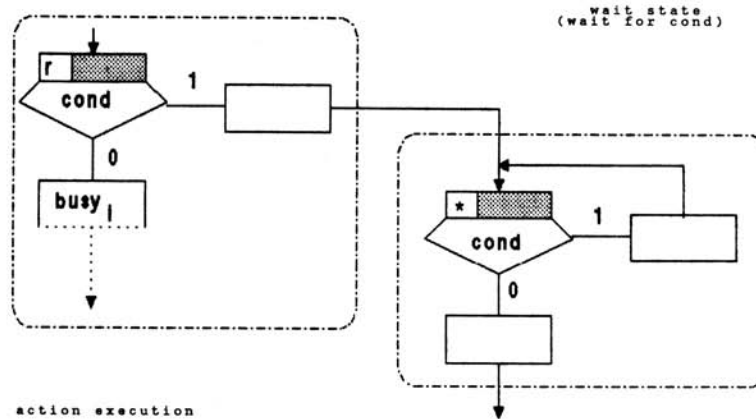 wait state
(wait for cond)
r
cond
1
0
busy i
*
cond
1
0
action execution